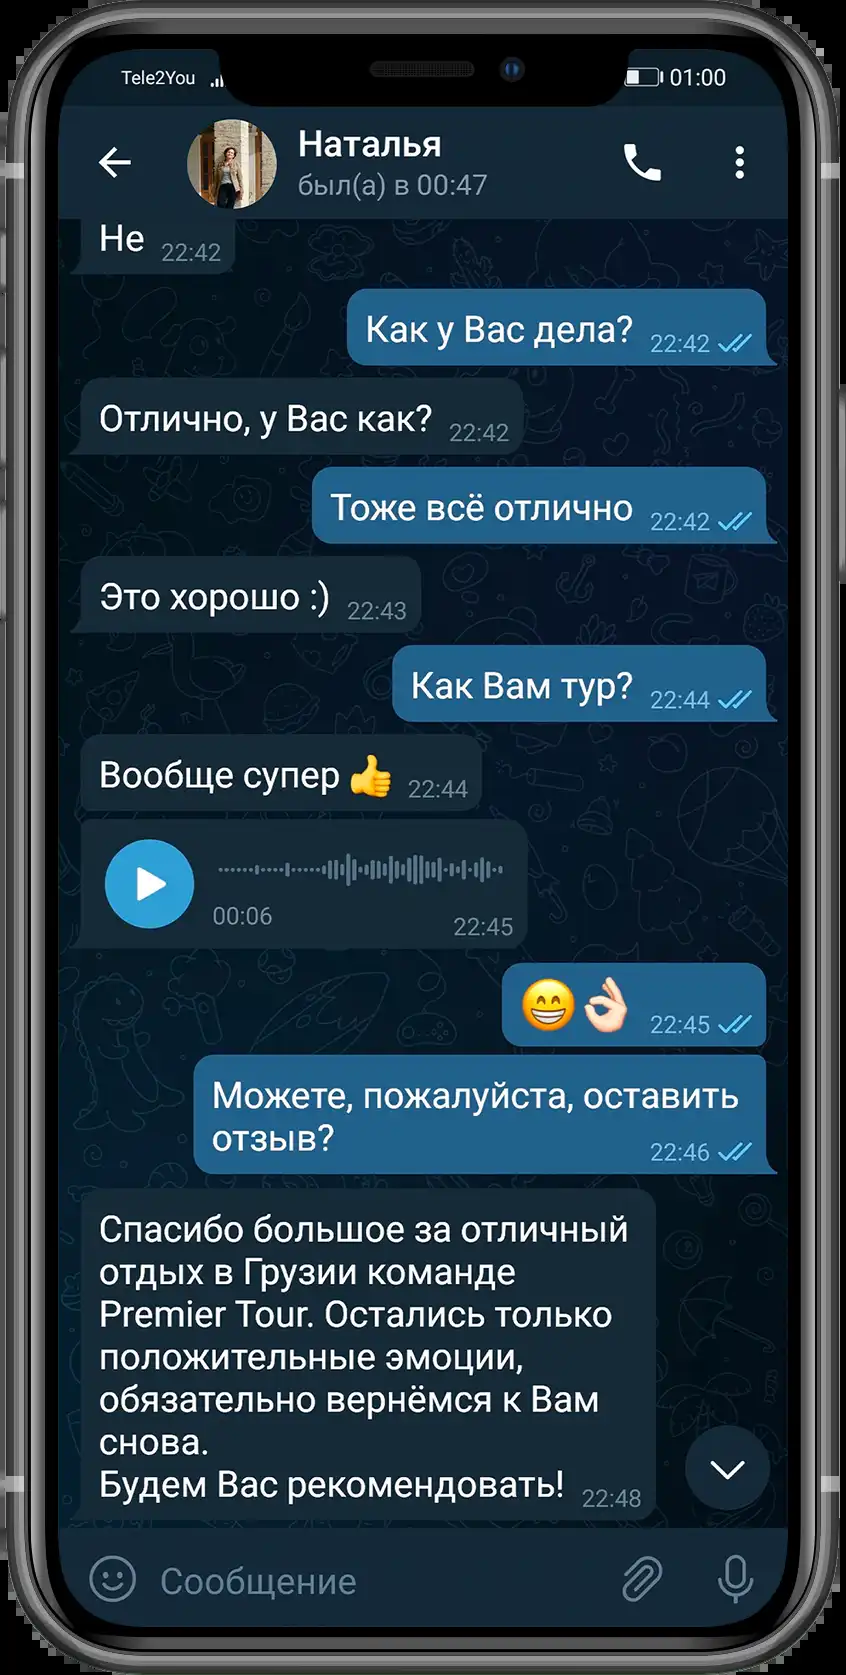 Tele2You
01:00
Наталья
был(а) в 00:47
Не 22:42
Как у Вас дела? 22:42
Отлично, у Вас как? 22:42
Тоже всё отлично 22:42
Это хорошо :) 22:43
Как Вам тур? 22:44
Вообще супер 👍 22:44
00:06 22:45
😁👌🏻 22:45
Можете, пожалуйста, оставить
отзыв? 22:46
Спасибо большое за отличный
отдых в Грузии команде
Premier Tour. Остались только
положительные эмоции,
обязательно вернёмся к Вам
снова.
Будем Вас рекомендовать! 22:48
Сообщение